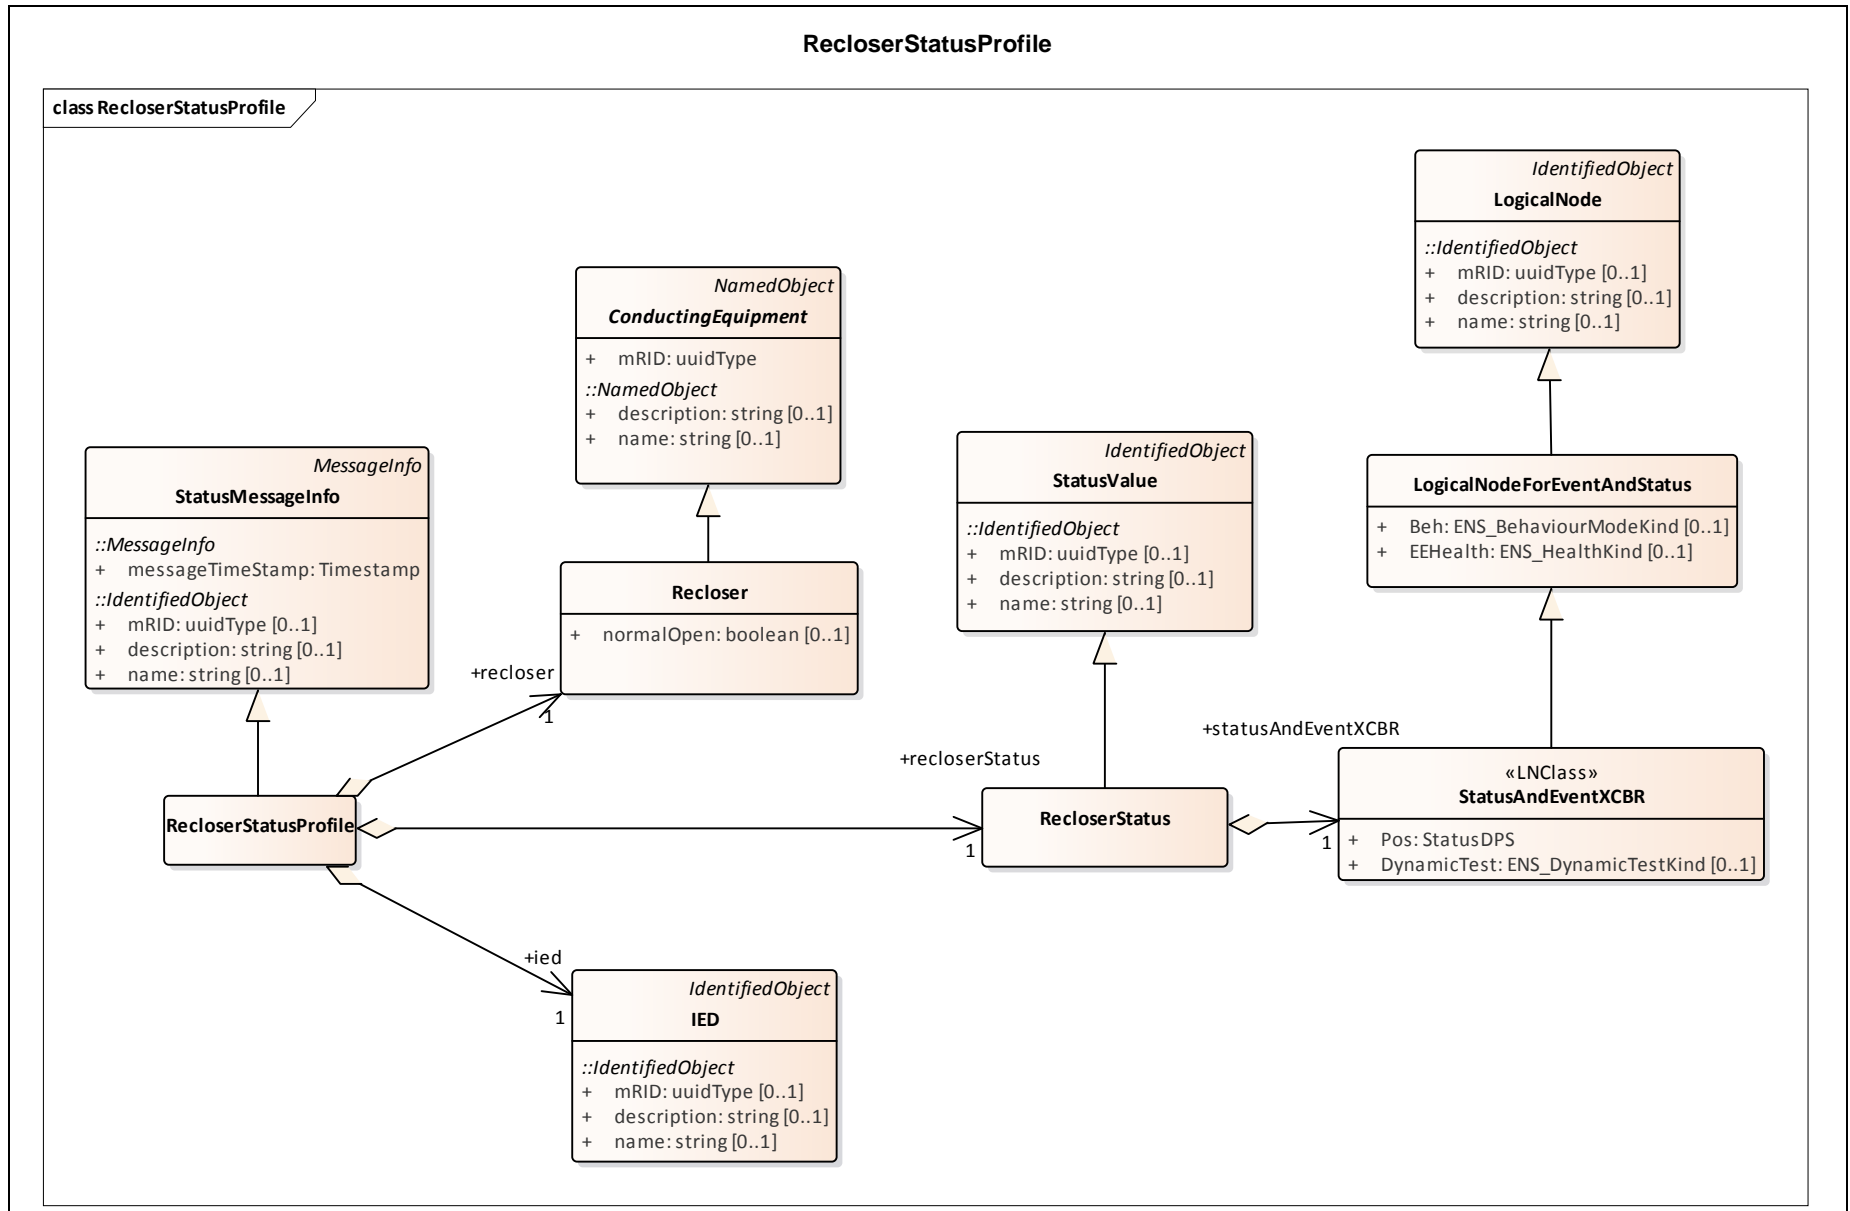 RecloserStatusProfile
class RecloserStatusProfile
IdentifiedObject
LogicalNode
::IdentifiedObject
+ mRID: uuidType [0..1]
+ description: string [0..1]
+ name: string [0..1]
NamedObject
ConductingEquipment
+ mRID: uuidType
::NamedObject
+ description: string [0..1]
+ name: string [0..1]
IdentifiedObject
StatusValue
::IdentifiedObject
+ mRID: uuidType [0..1]
+ description: string [0..1]
+ name: string [0..1]
MessageInfo
StatusMessageInfo
::MessageInfo
+ messageTimeStamp: Timestamp
::IdentifiedObject
+ mRID: uuidType [0..1]
+ description: string [0..1]
+ name: string [0..1]
LogicalNodeForEventAndStatus
+ Beh: ENS_BehaviourModeKind [0..1]
+ EEHealth: ENS_HealthKind [0..1]
Recloser
+ normalOpen: boolean [0..1]
+recloser
1
+statusAndEventXCBR
+recloserStatus
«LNClass»
StatusAndEventXCBR
+ Pos: StatusDPS
+ DynamicTest: ENS_DynamicTestKind [0..1]
RecloserStatusProfile
RecloserStatus
1
1
+ied
1
IdentifiedObject
IED
::IdentifiedObject
+ mRID: uuidType [0..1]
+ description: string [0..1]
+ name: string [0..1]